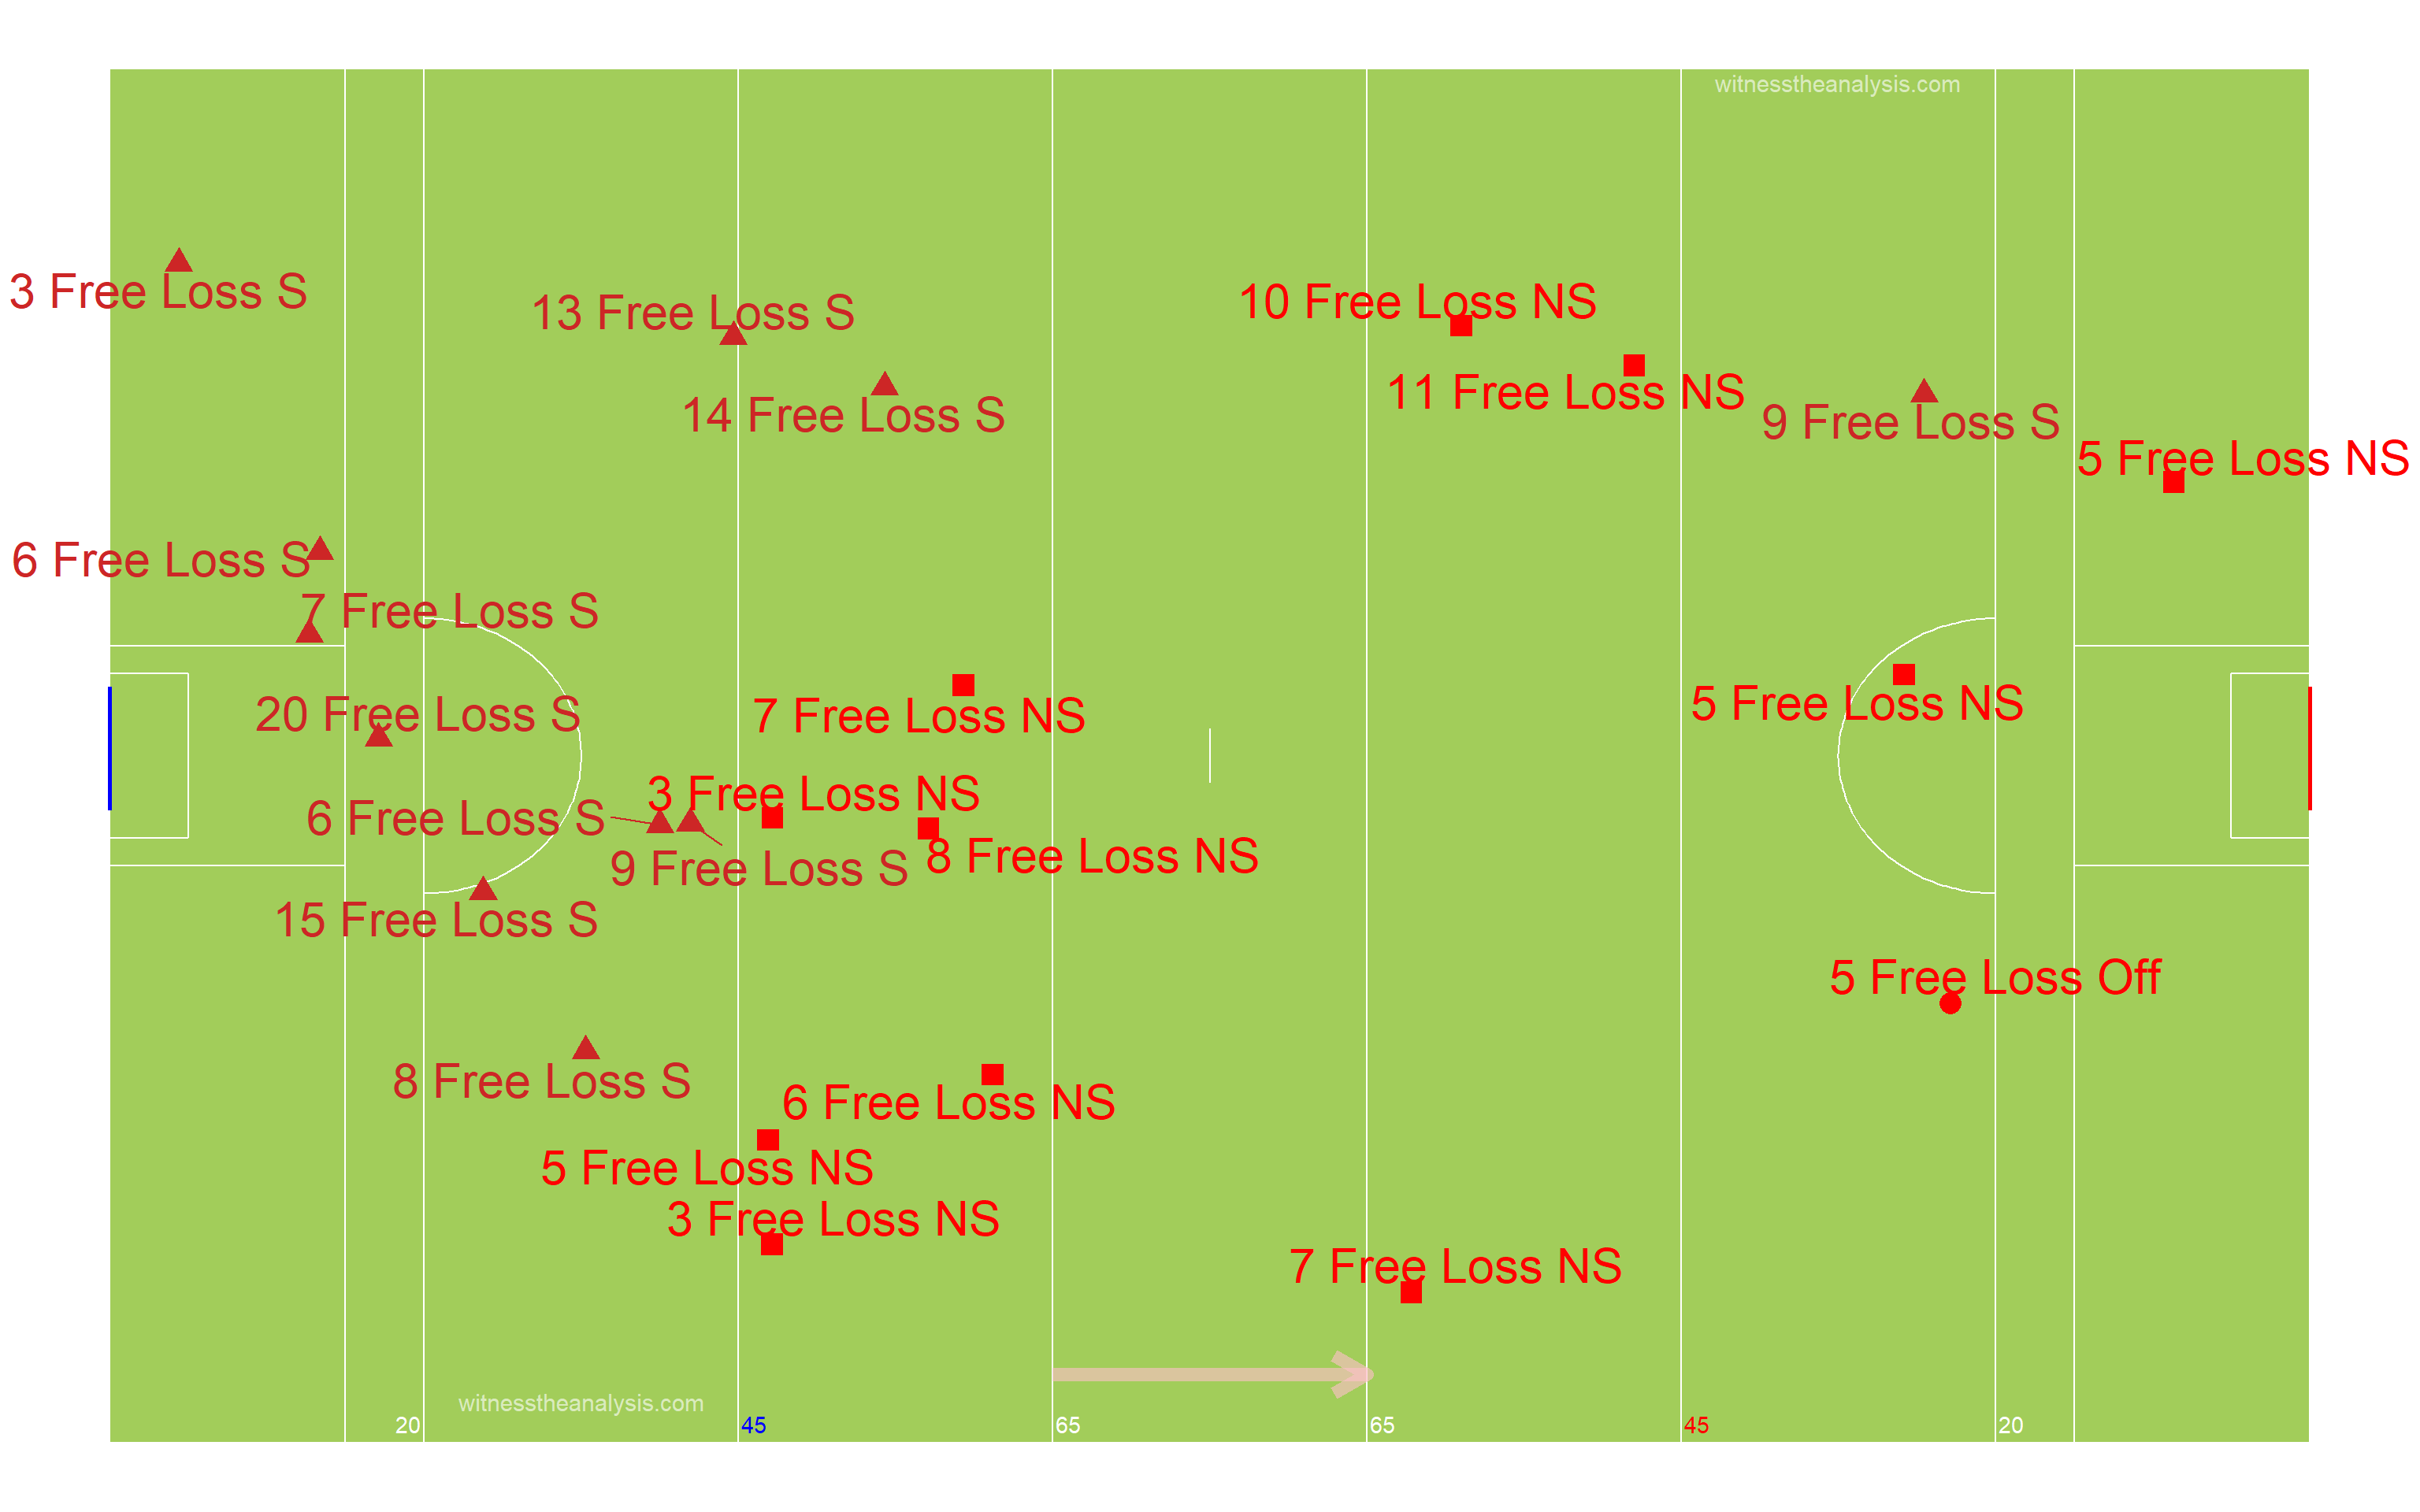 witnesstheanalysis.com
3 Free Loss S
13 Free Loss S
10 Free Loss NS
14 Free Loss S
11 Free Loss NS
9 Free Loss S
5 Free Loss NS
6 Free Loss S
7 Free Loss S
20 Free Loss S
7 Free Loss NS
5 Free Loss NS
3 Free Loss NS
6 Free Loss S
8 Free Loss NS
9 Free Loss S
15 Free Loss S
5 Free Loss Off
8 Free Loss S
6 Free Loss NS
5 Free Loss NS
3 Free Loss NS
7 Free Loss NS
witnesstheanalysis.com
20 45 65 65 45 20